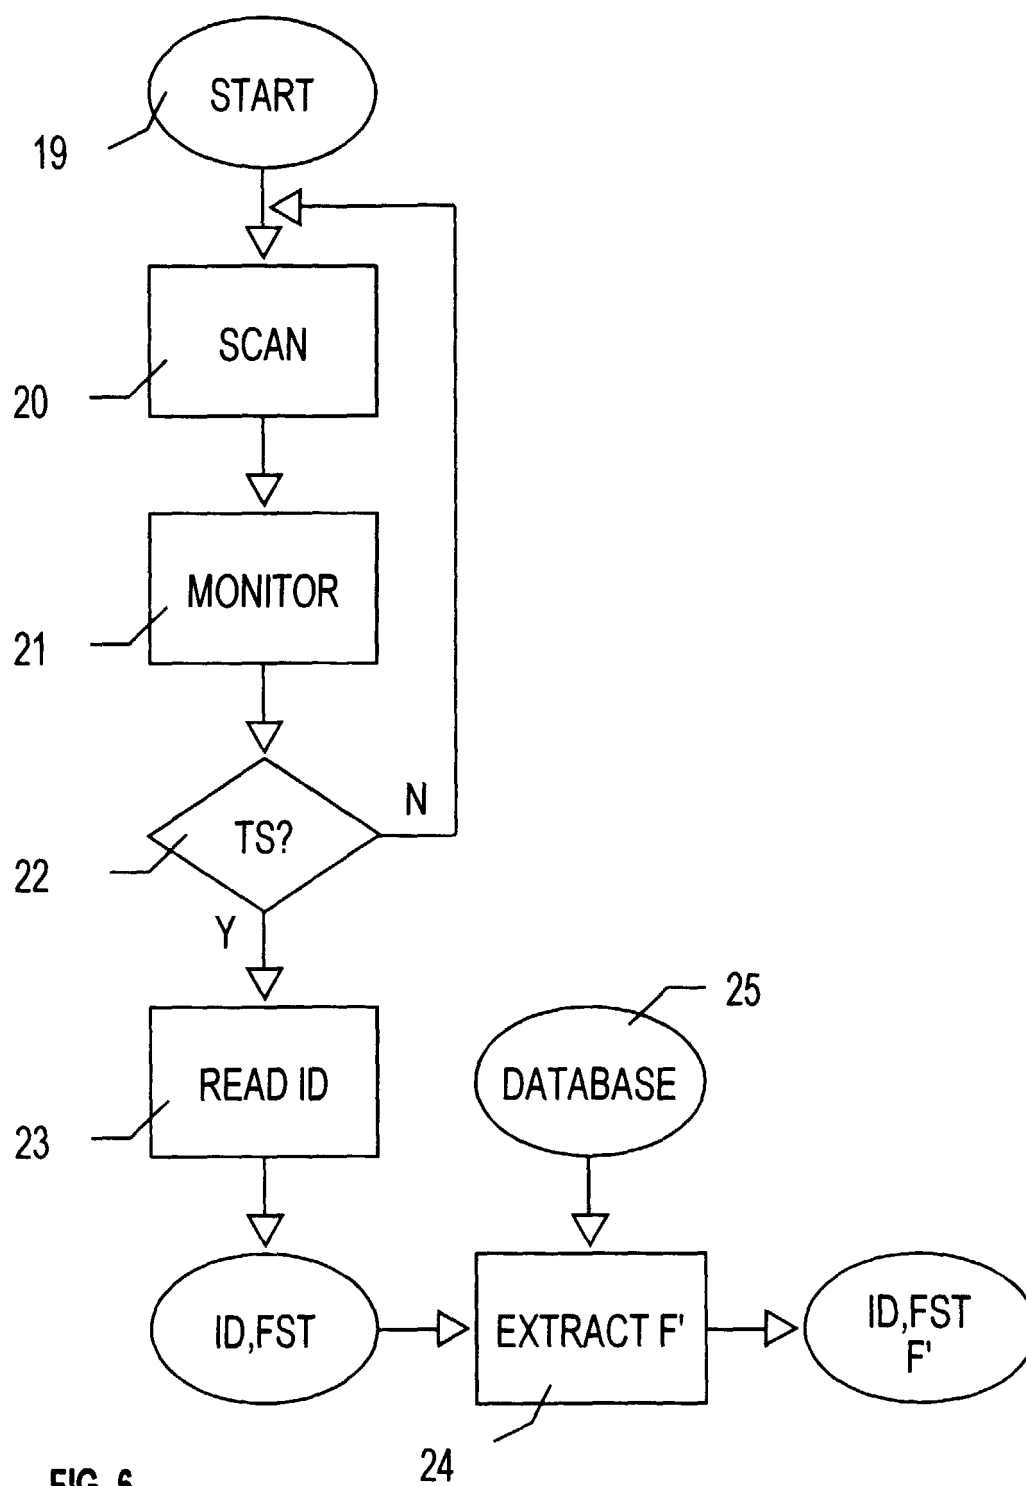 START
19
SCAN
20
MONITOR
21
N
TS?
22
Y
25
READ ID
DATABASE
23
ID,FST
EXTRACT F'
ID,FST
F'
24
FIG. 6